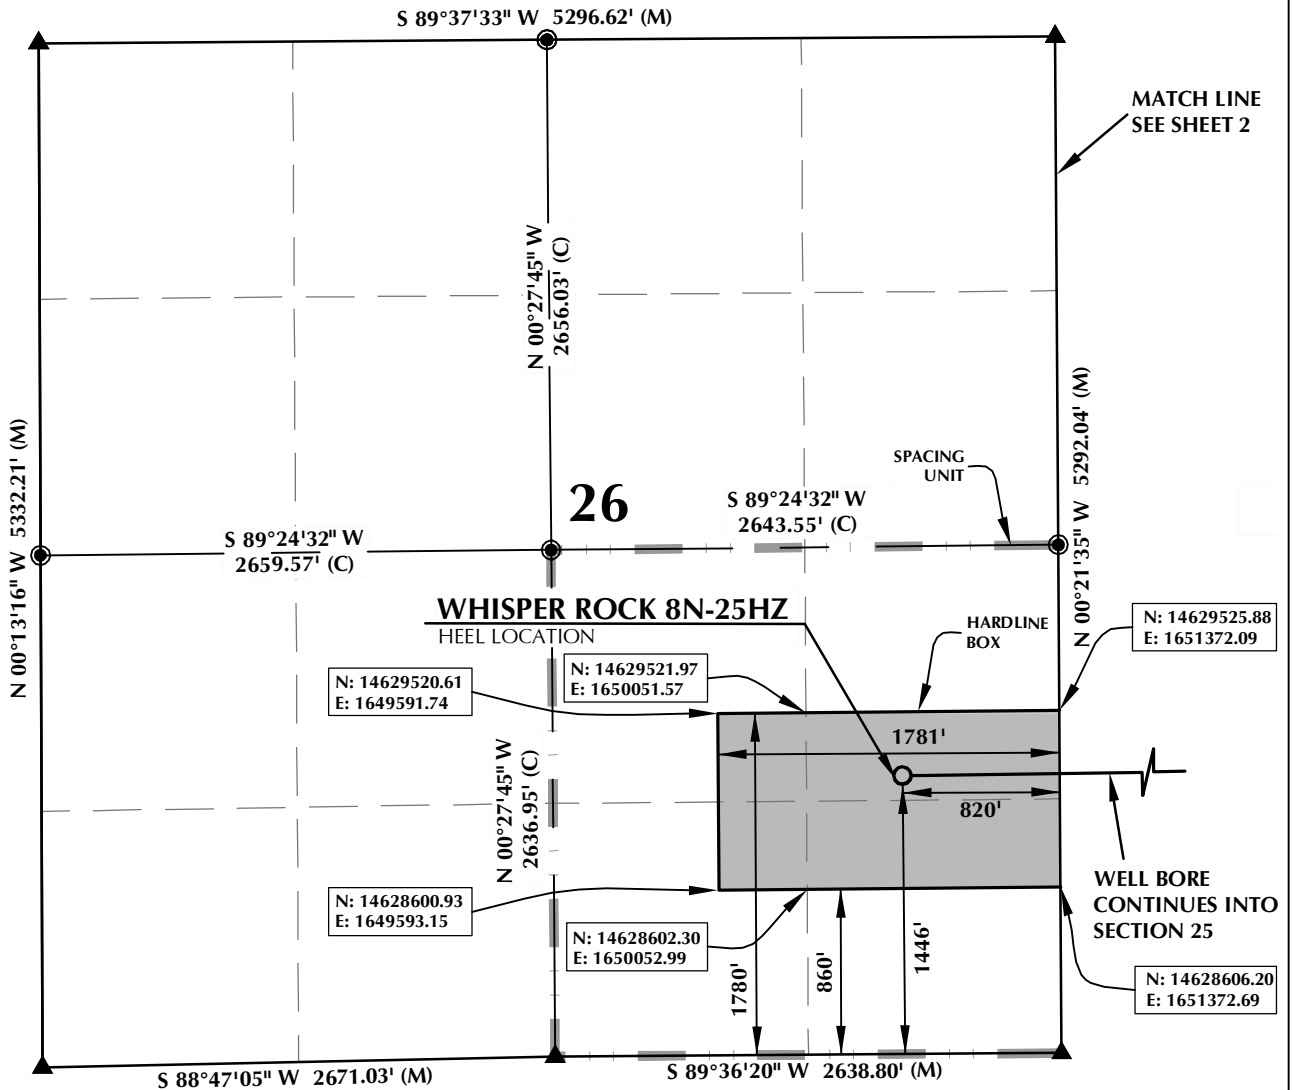 S 89°37'33" W 5296.62' (M)
MATCH LINE
SEE SHEET 2
N 00°27'45" W
2656.03' (C)
N 00°13'16" W 5332.21' (M)
N 00°21'35" W 5292.04' (M)
SPACING
UNIT
26
S 89°24'32" W
2643.55' (C)
S 89°24'32" W
2659.57' (C)
WHISPER ROCK 8N-25HZ
HEEL LOCATION
HARDLINE
BOX
N: 14629525.88
E: 1651372.09
N: 14629521.97
E: 1650051.57
N: 14629520.61
E: 1649591.74
1781'
N 00°27'45" W
2636.95' (C)
820'
WELL BORE
CONTINUES INTO
SECTION 25
N: 14628600.93
E: 1649593.15
N: 14628602.30
E: 1650052.99
1780'
860'
1446'
N: 14628606.20
E: 1651372.69
S 88°47'05" W 2671.03' (M)
S 89°36'20" W 2638.80' (M)